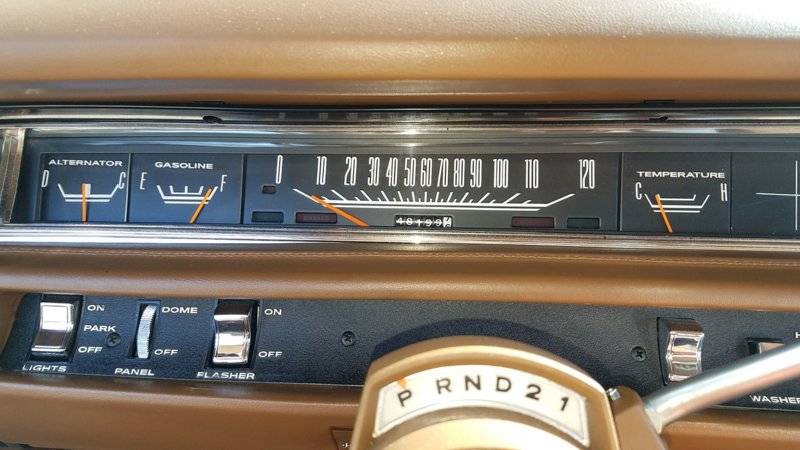 ALTERNATOR
D C
GASOLINE
E F
0 10 20 30 40 50 60 70 80 90 100 110 120
48199
TEMPERATURE
C H
ON
PARK
OFF
LIGHTS
DOME
OFF
PANEL
ON
OFF
FLASHER
WASHER
P R N D 2 1